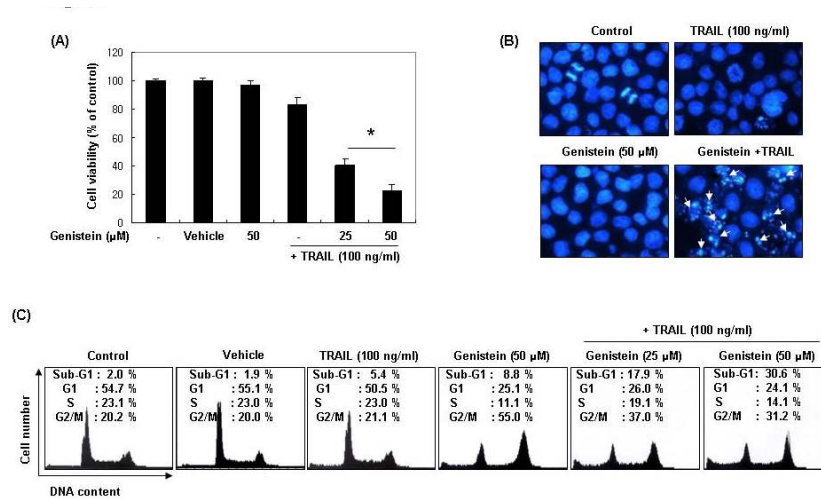 (A)
Cell viability (% of control)
120
100
80
60
40
20
0
*
Genistein (µM) - Vehicle 50 - 25 50
+ TRAIL (100 ng/ml)
(B)
Control TRAIL (100 ng/ml)
Genistein (50 µM) Genistein +TRAIL
(C)
+ TRAIL (100 ng/ml)
Control
Sub-G1 : 2.0 %
G1 : 54.7 %
S : 23.1 %
G2/M : 20.2 %
Vehicle
Sub-G1 : 1.9 %
G1 : 55.1 %
S : 23.0 %
G2/M : 20.0 %
TRAIL (100 ng/ml)
Sub-G1 : 5.4 %
G1 : 50.5 %
S : 23.0 %
G2/M : 21.1 %
Genistein (50 µM)
Sub-G1 : 8.8 %
G1 : 25.1 %
S : 11.1 %
G2/M : 55.0 %
Genistein (25 µM)
Sub-G1 : 17.9 %
G1 : 26.0 %
S : 19.1 %
G2/M : 37.0 %
Genistein (50 µM)
Sub-G1: 30.6 %
G1 : 24.1 %
S : 14.1 %
G2/M : 31.2 %
Cell number
DNA content